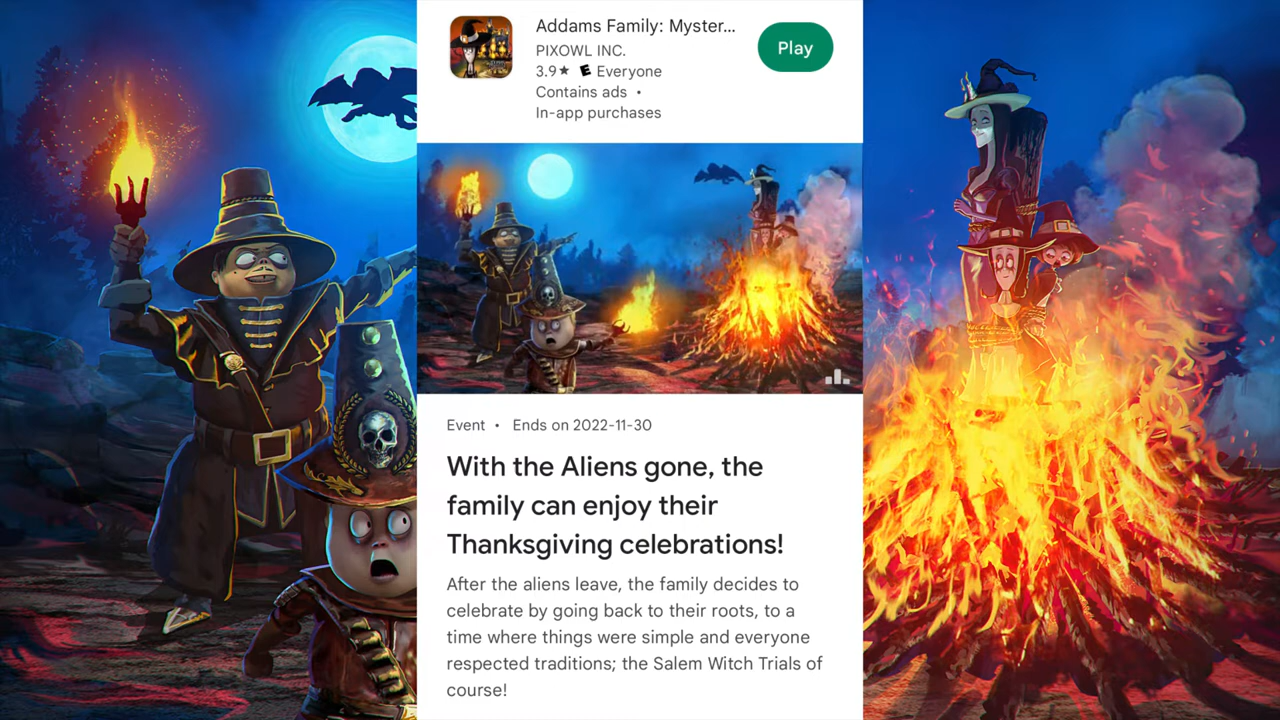 Addams Family: Myster...
PIXOWL INC.
Play
3.9★ E Everyone
Contains ads •
In-app purchases
Event • Ends on 2022-11-30
With the Aliens gone, the
family can enjoy their
Thanksgiving celebrations!
After the aliens leave, the family decides to
celebrate by going back to their roots, to a
time where things were simple and everyone
respected traditions; the Salem Witch Trials of
course!